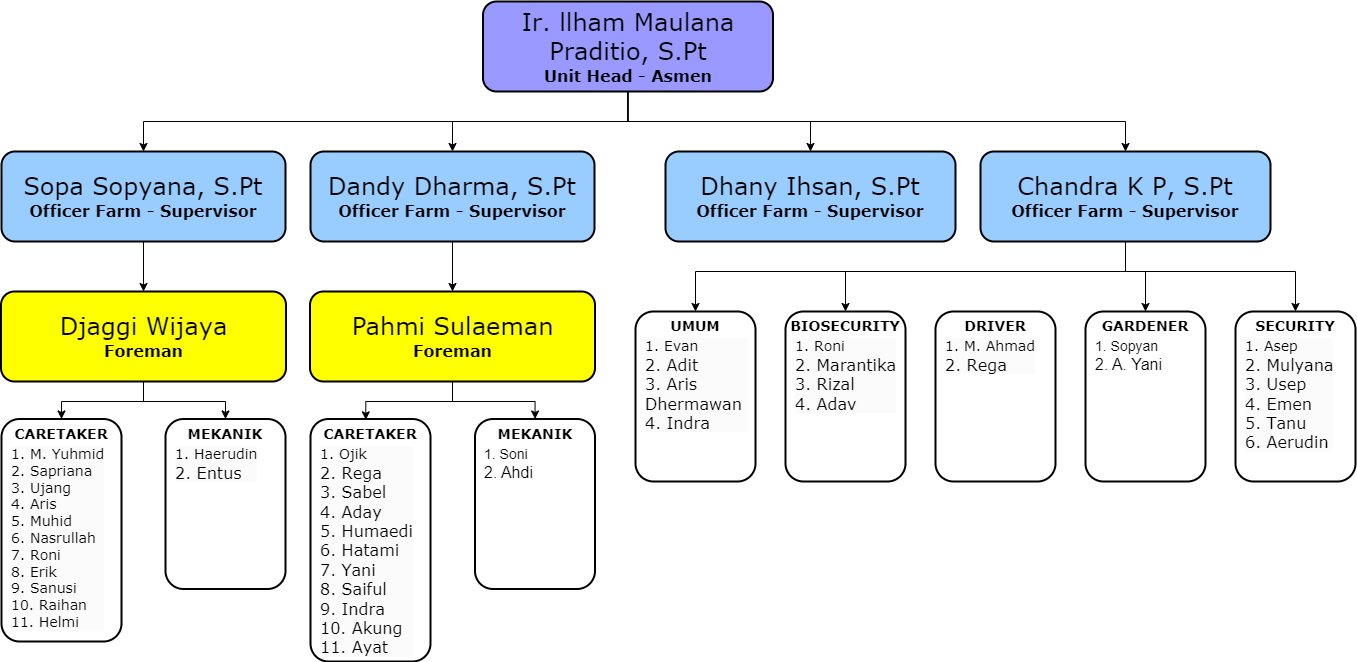 Ir. Ilham Maulana
Praditio, S.Pt
Unit Head - Asmen
Sopa Sopyana, S.Pt
Officer Farm - Supervisor
Dandy Dharma, S.Pt
Officer Farm - Supervisor
Dhany Ihsan, S.Pt
Officer Farm - Supervisor
Chandra K P, S.Pt
Officer Farm - Supervisor
Djaggi Wijaya
Foreman
Pahmi Sulaeman
Foreman
UMUM
1. Evan
2. Adit
3. Aris
Dhermawan
4. Indra
BIOSECURITY
1. Roni
2. Marantika
3. Rizal
4. Adav
DRIVER
1. M. Ahmad
2. Rega
GARDENER
1. Sopyan
2. A. Yani
SECURITY
1. Asep
2. Mulyana
3. Usep
4. Emen
5. Tanu
6. Aerudin
CARETAKER
1. M. Yuhmid
2. Sapriana
3. Ujang
4. Aris
5. Muhid
6. Nasrullah
7. Roni
8. Erik
9. Sanusi
10. Raihan
11. Helmi
MEKANIK
1. Haerudin
2. Entus
CARETAKER
1. Ojik
2. Rega
3. Sabel
4. Aday
5. Humaedi
6. Hatami
7. Yani
8. Saiful
9. Indra
10. Akung
11. Ayat
MEKANIK
1. Soni
2. Ahdi